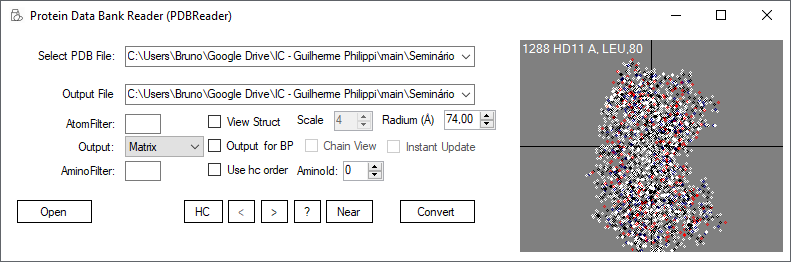 Protein Data Bank Reader (PDBReader)
Select PDB File: C:\Users\Bruno\Google Drive\IC - Guilherme Philippi\main\Seminário
Output File C:\Users\Bruno\Google Drive\IC - Guilherme Philippi\main\Seminário
AtomFilter: View Struct Scale 4 Radium (Å) 74,00
Output: Matrix Output for BP Chain View Instant Update
AminoFilter: Use hc order AminoId: 0
Open HC < > ? Near Convert
1288 HD11 A, LEU,80